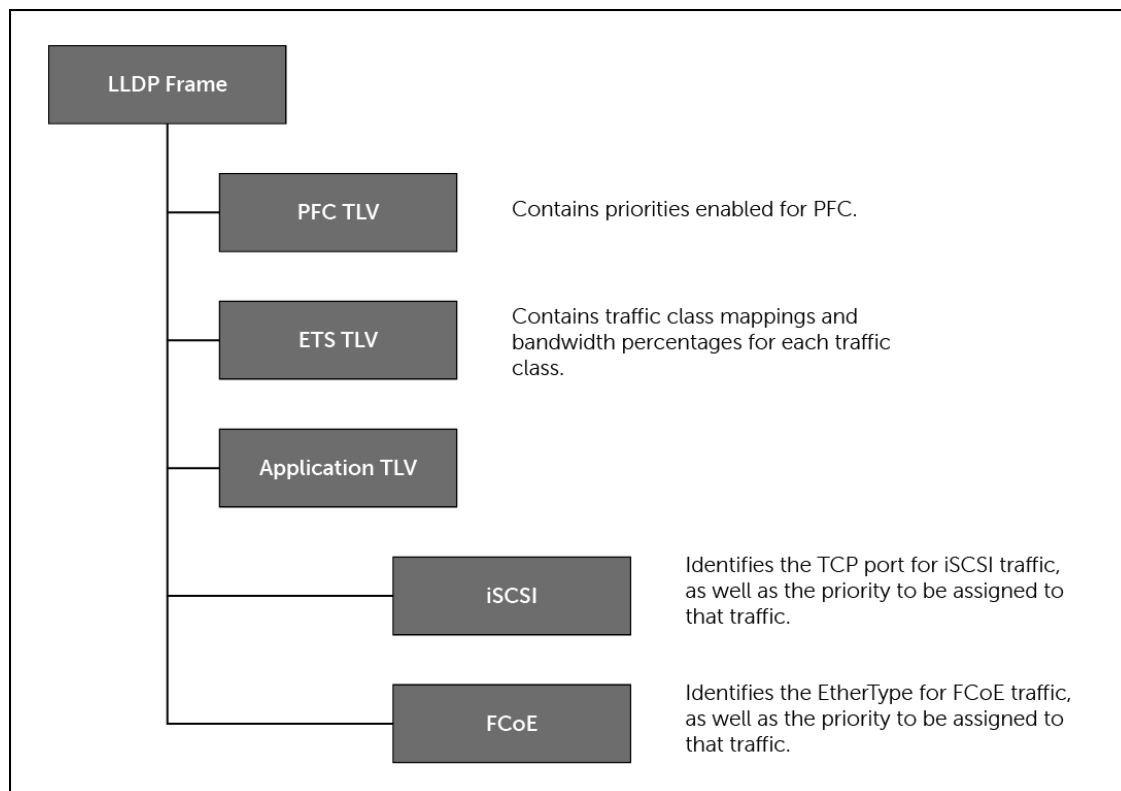 LLDP Frame
PFC TLV
Contains priorities enabled for PFC.
ETS TLV
Contains traffic class mappings and
bandwidth percentages for each traffic
class.
Application TLV
iSCSI
Identifies the TCP port for iSCSI traffic,
as well as the priority to be assigned to
that traffic.
FCoE
Identifies the EtherType for FCoE traffic,
as well as the priority to be assigned to
that traffic.